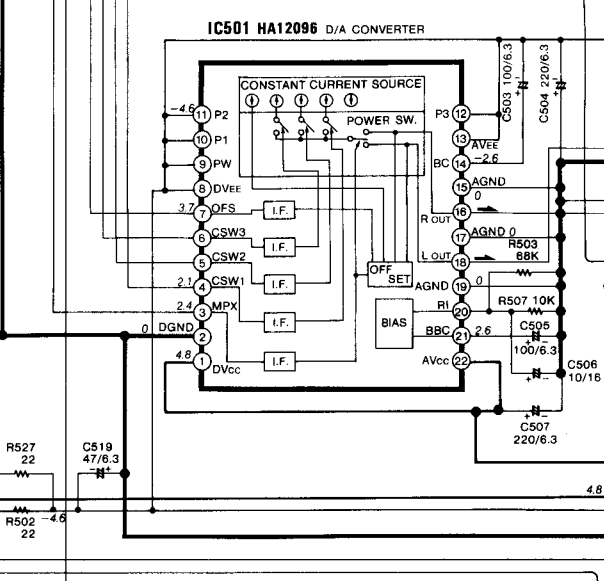 IC501 HA12096 D/A CONVERTER
CONSTANT CURRENT SOURCE
POWER SW.
-4.6
11 P2
10 P1
9 PW
8 DVEE
3.7
7 OFS
6 CSW3
5 CSW2
2.1
4 CSW1
2.4
3 MPX
0 DGND
2
4.8
1 DVCC
I.F.
I.F.
I.F.
I.F.
I.F.
OFF
SET
BIAS
P3 12
13
AVEE
BC 14 -2.6
15 AGND
0
16
R OUT
17 AGND 0
L OUT 18
AGND 19 0
RI 20
BBC 21 2.6
AVCC 22
C503 100/6.3
C504 220/6.3
R503
68K
R507 10K
C505
100/6.3
C506
10/16
C507
220/6.3
R527
22
C519
47/6.3
4.8
-4.6
R502
22